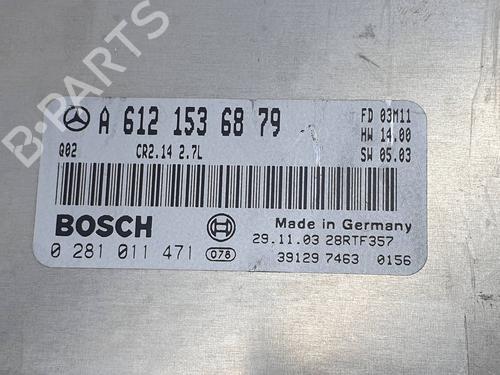 A 612 153 68 79
FD 03M11
HW 14.00
Q02 CR2.14 2.7L
SW 05.03
BOSCH
Made in Germany
0 281 011 471 078
29.11.03 28RTF357
39129 7463 0156
B-PARTS